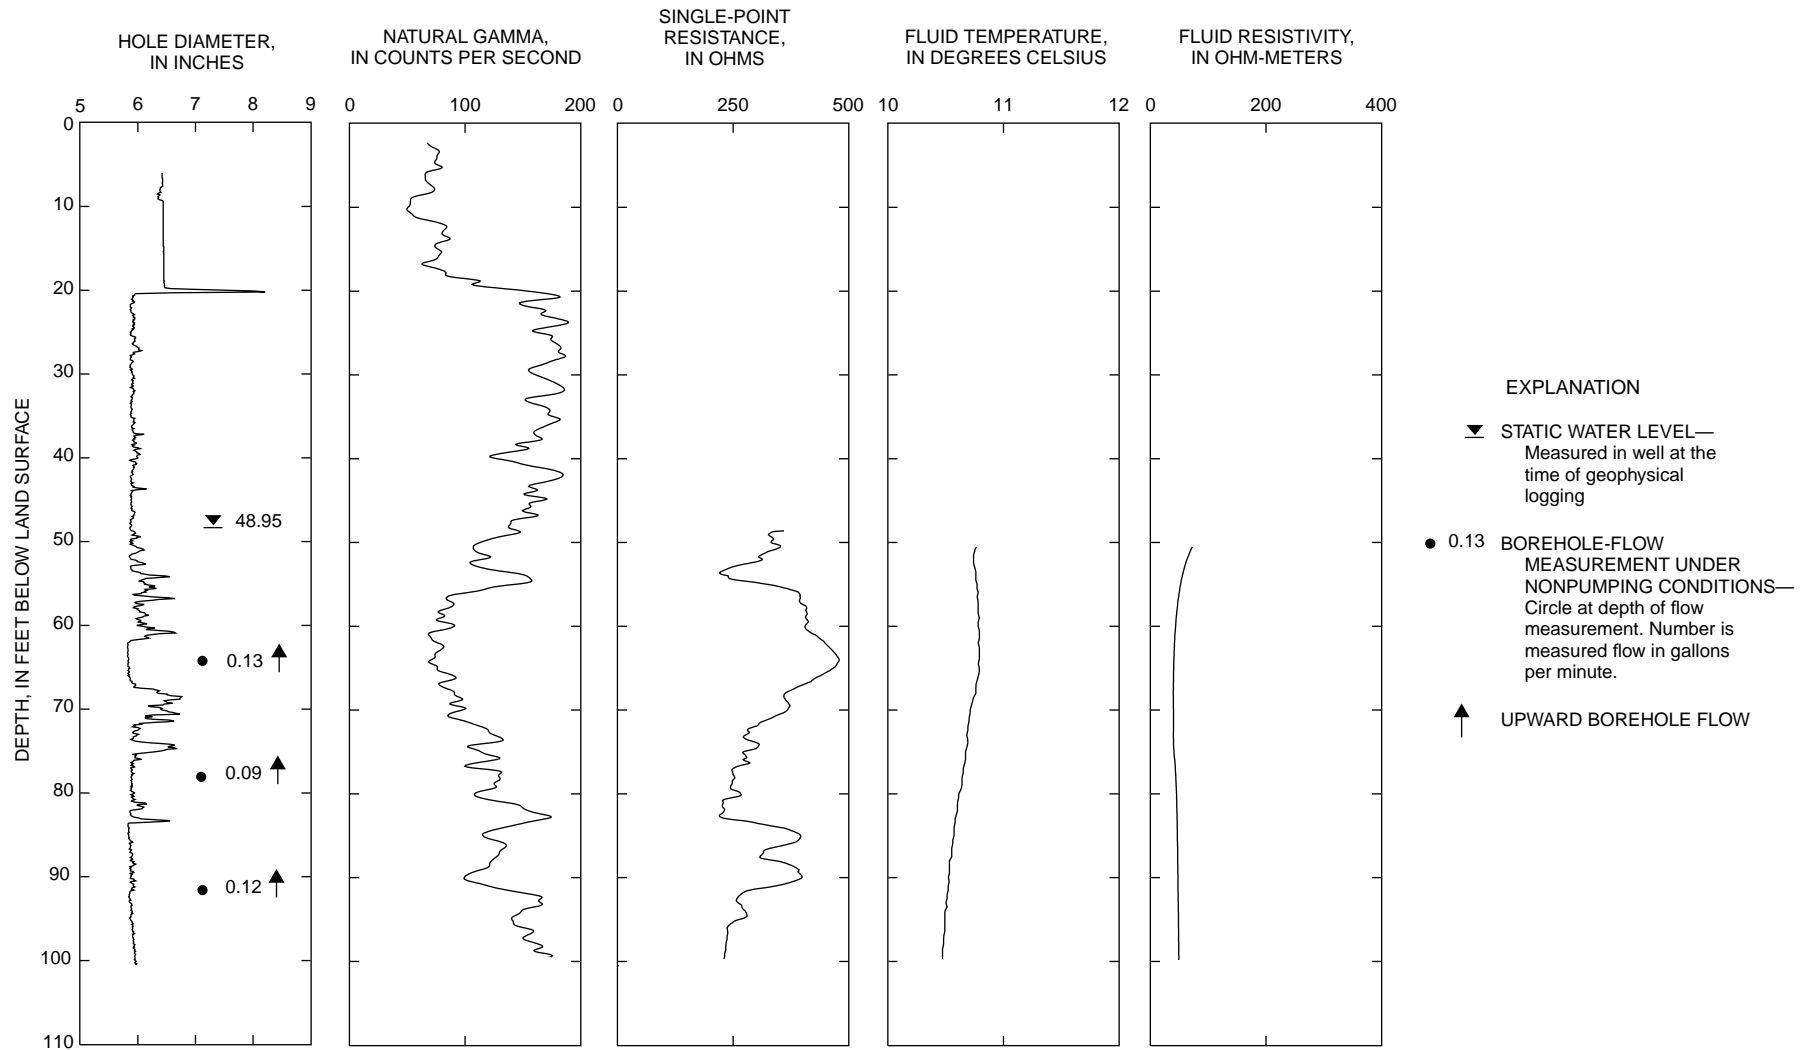 HOLE DIAMETER,
IN INCHES
5 6 7 8 9
NATURAL GAMMA,
IN COUNTS PER SECOND
0 100 200
SINGLE-POINT
RESISTANCE,
IN OHMS
0 250 500
FLUID TEMPERATURE,
IN DEGREES CELSIUS
10 11 12
FLUID RESISTIVITY,
IN OHM-METERS
0 200 400
DEPTH, IN FEET BELOW LAND SURFACE
0
10
20
30
40
50
60
70
80
90
100
110
48.95
0.13
0.09
0.12
EXPLANATION
STATIC WATER LEVEL—
Measured in well at the
time of geophysical
logging
0.13 BOREHOLE-FLOW
MEASUREMENT UNDER
NONPUMPING CONDITIONS—
Circle at depth of flow
measurement. Number is
measured flow in gallons
per minute.
UPWARD BOREHOLE FLOW